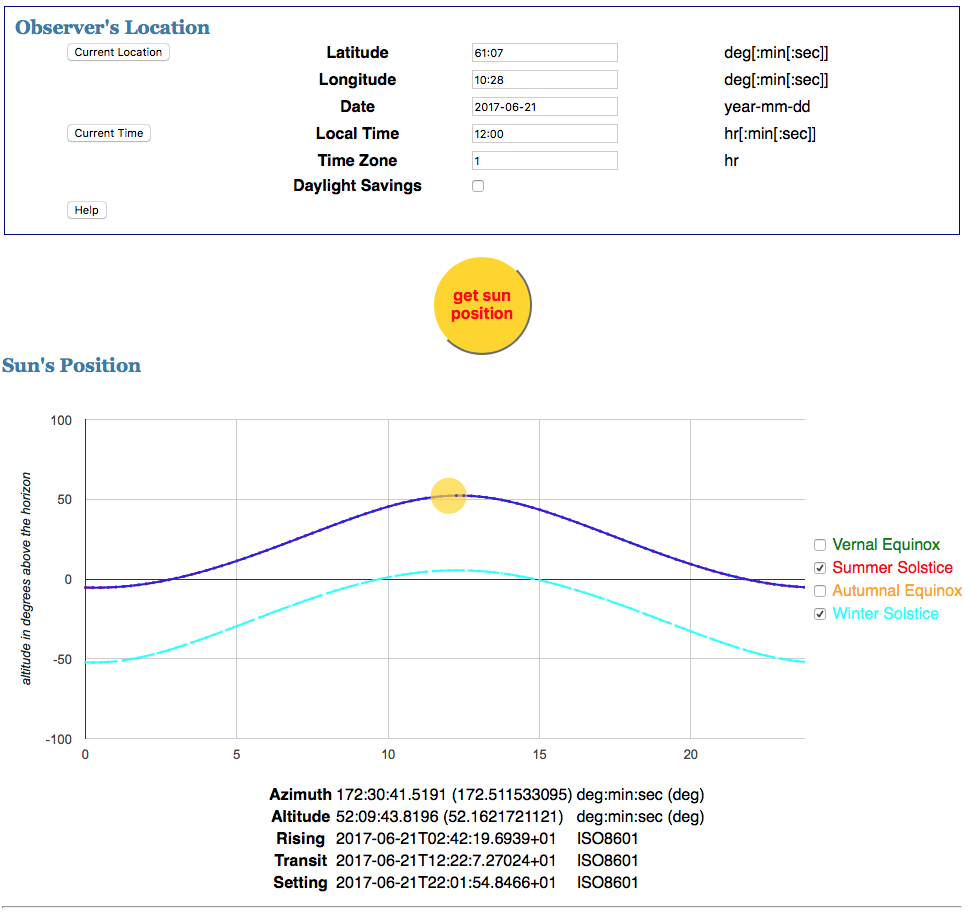 Observer's Location
Current Location Latitude 61:07 deg[:min[:sec]]
Longitude 10:28 deg[:min[:sec]]
Date 2017-06-21 year-mm-dd
Current Time Local Time 12:00 hr[:min[:sec]]
Time Zone 1 hr
Daylight Savings
Help
get sun
position
Sun's Position
altitude in degrees above the horizon
100
50
0
-50
-100
0 5 10 15 20
Vernal Equinox
Summer Solstice
Autumnal Equinox
Winter Solstice
Azimuth 172:30:41.5191 (172.511533095) deg:min:sec (deg)
Altitude 52:09:43.8196 (52.1621721121) deg:min:sec (deg)
Rising 2017-06-21T02:42:19.6939+01 ISO8601
Transit 2017-06-21T12:22:7.27024+01 ISO8601
Setting 2017-06-21T22:01:54.8466+01 ISO8601